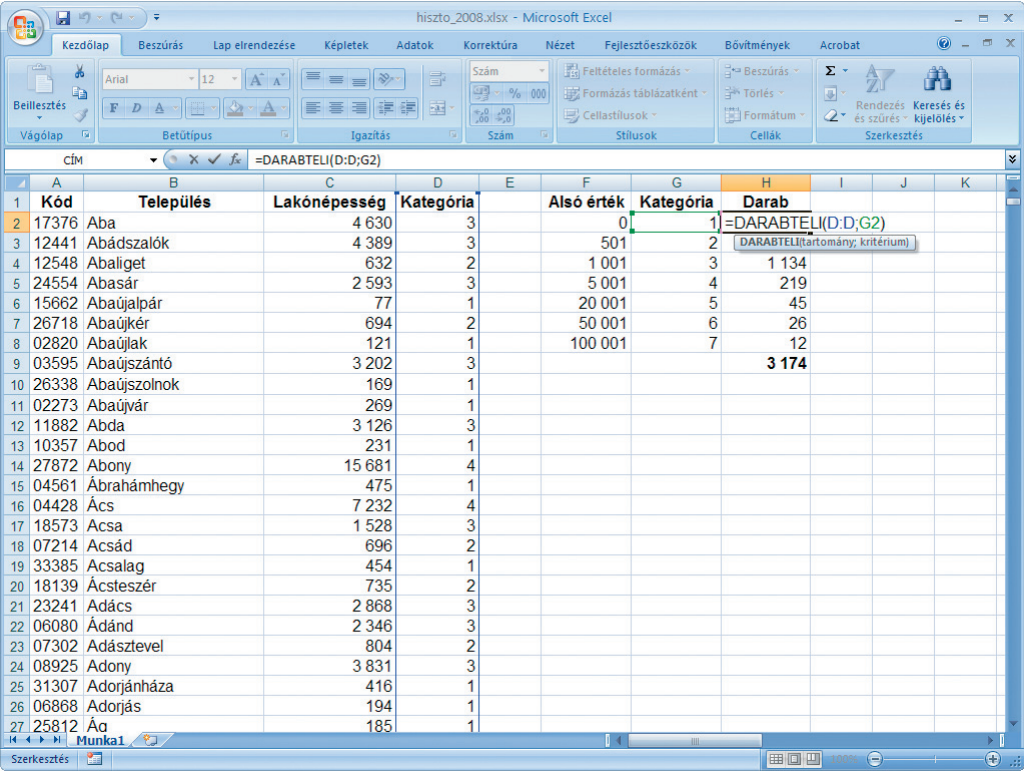 hiszto_2008.xlsx - Microsoft Excel
Kezdőlap Beszúrás Lap elrendezése Képletek Adatok Korrektúra Nézet Fejlesztőeszközök Bővítmények Acrobat
Beillesztés
Vágólap
Arial 12
F D A
Betűtípus
Igazítás
Szám
% 000
Szám
Feltételes formázás
Formázás táblázatként
Cellastílusok
Stílusok
Beszúrás
Törlés
Formátum
Cellák
Σ
Rendezés és szűrés
Keresés és kijelölés
Szerkesztés
CÍM fx =DARABTELI(D:D;G2)
A B C D E F G H I J K
1 Kód Település Lakónépesség Kategória Alsó érték Kategória Darab
2 17376 Aba 4 630 3 0 1 =DARABTELI(D:D;G2)
3 12441 Abádszalók 4 389 3 501 2 DARABTELI(tartomány; kritérium)
4 12548 Abaliget 632 2 1 001 3 1 134
5 24554 Abasár 2 593 3 5 001 4 219
6 15662 Abaújalpár 77 1 20 001 5 45
7 26718 Abaújkér 694 2 50 001 6 26
8 02820 Abaújlak 121 1 100 001 7 12
9 03595 Abaújszántó 3 202 3 3 174
10 26338 Abaújszolnok 169 1
11 02273 Abaújvár 269 1
12 11882 Abda 3 126 3
13 10357 Abod 231 1
14 27872 Abony 15 681 4
15 04561 Ábrahámhegy 475 1
16 04428 Ács 7 232 4
17 18573 Acsa 1 528 3
18 07214 Acsád 696 2
19 33385 Acsalag 454 1
20 18139 Ácsteszér 735 2
21 23241 Adács 2 868 3
22 06080 Ádánd 2 346 3
23 07302 Adásztevel 804 2
24 08925 Adony 3 831 3
25 31307 Adorjánháza 416 1
26 06868 Adorjás 194 1
27 25812 Ág 185 1
Munka1
Szerkesztés 100%